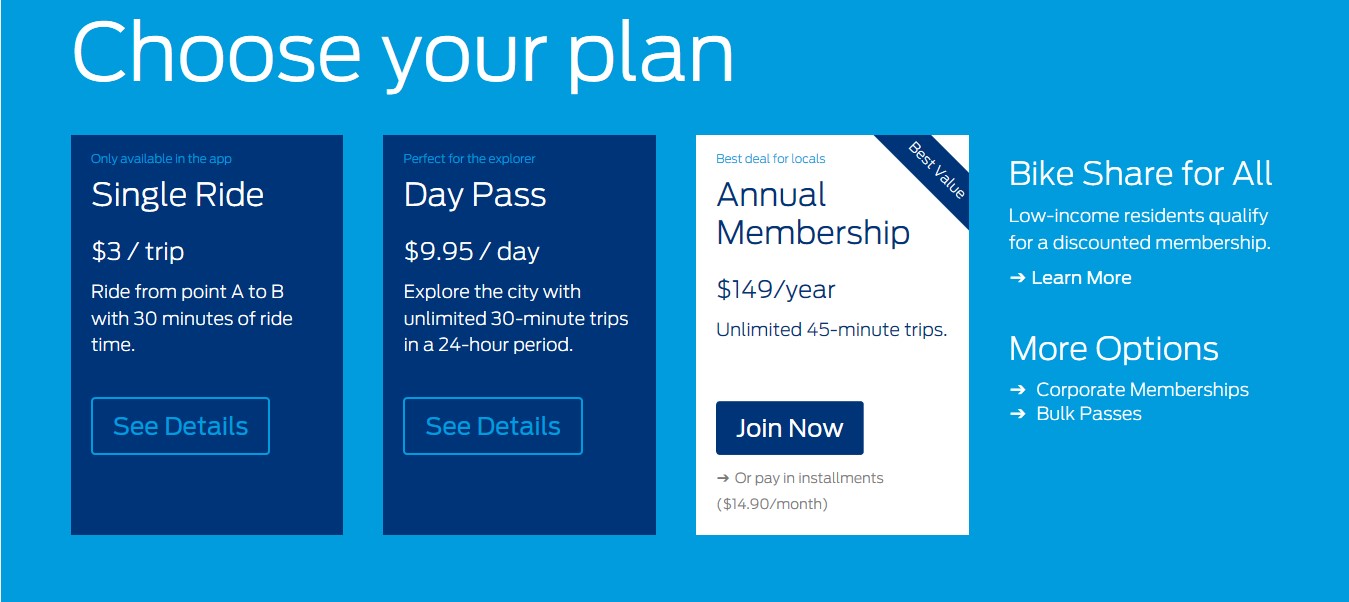 Choose your plan
Only available in the app
Single Ride
$3 / trip
Ride from point A to B
with 30 minutes of ride
time.
See Details
Perfect for the explorer
Day Pass
$9.95 / day
Explore the city with
unlimited 30-minute trips
in a 24-hour period.
See Details
Best deal for locals
Best Value
Annual
Membership
$149/year
Unlimited 45-minute trips.
Join Now
➔ Or pay in installments
($14.90/month)
Bike Share for All
Low-income residents qualify
for a discounted membership.
➔ Learn More
More Options
➔ Corporate Memberships
➔ Bulk Passes